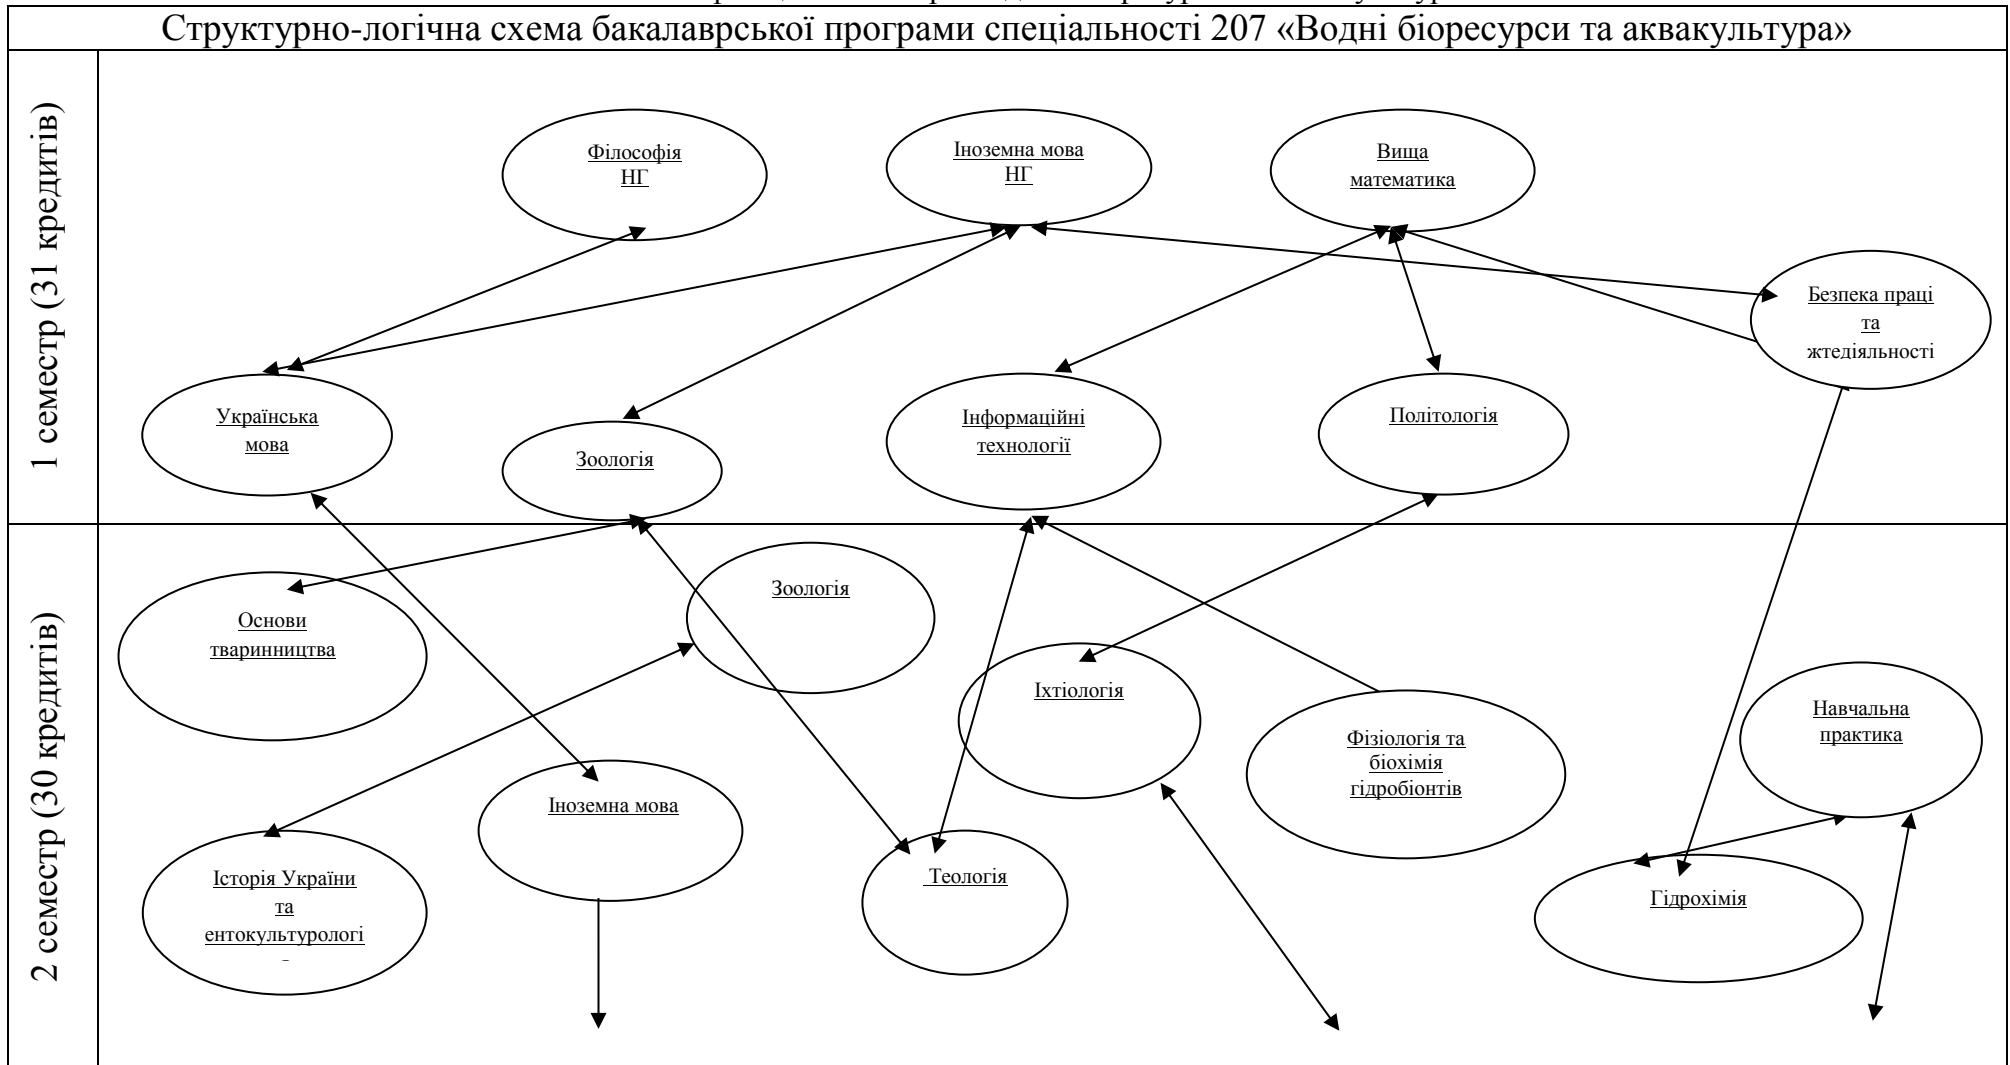 Структурно-логічна схема бакалаврської програми спеціальності 207 «Водні біоресурси та аквакультура»
1 семестр (31 кредитів)
Філософія
НГ
Іноземна мова
НГ
Вища
математика
Безпека праці
та
жтедіяльності
Українська
мова
Зоологія
Інформаційні
технології
Політологія
2 семестр (30 кредитів)
Основи
тваринництва
Зоологія
Іхтіологія
Фізіологія та
біохімія
гідробіонтів
Навчальна
практика
Історія України
та
ентокультурологі
Іноземна мова
Теологія
Гідрохімія